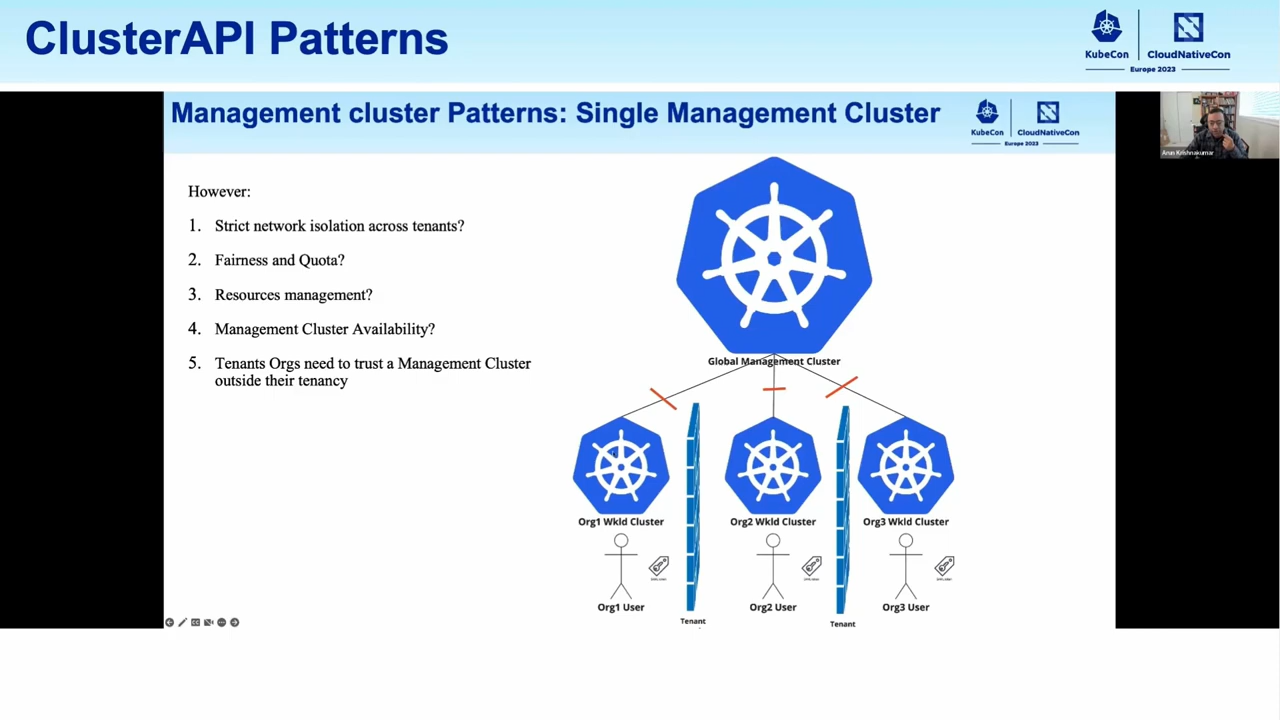 ClusterAPI Patterns
KubeCon
CloudNativeCon
Europe 2023
Management cluster Patterns: Single Management Cluster
KubeCon
CloudNativeCon
Europe 2023
Arun Krishnakumar
However:
1. Strict network isolation across tenants?
2. Fairness and Quota?
3. Resources management?
4. Management Cluster Availability?
5. Tenants Orgs need to trust a Management Cluster
outside their tenancy
Global Management Cluster
Org1 Wkld Cluster
Org2 Wkld Cluster
Org3 Wkld Cluster
Org1 User
Org2 User
Org3 User
Tenant
Tenant